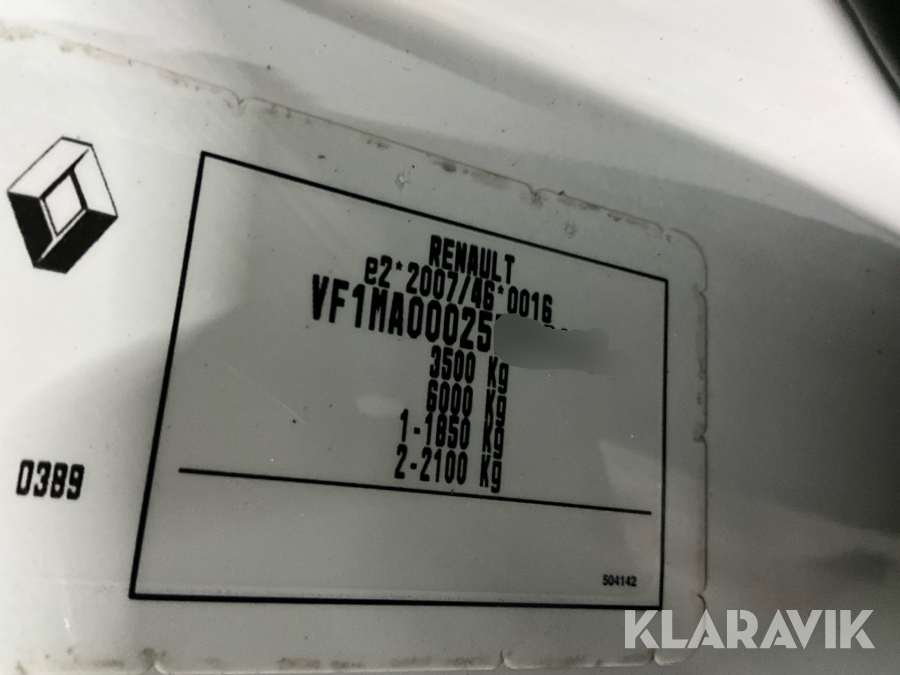 RENAULT
e2*2007/46*0016
VF1MA00025
3500 Kg
6000 Kg
1-1850 Kg
2-2100 Kg
0389
504142
KLARAVIK